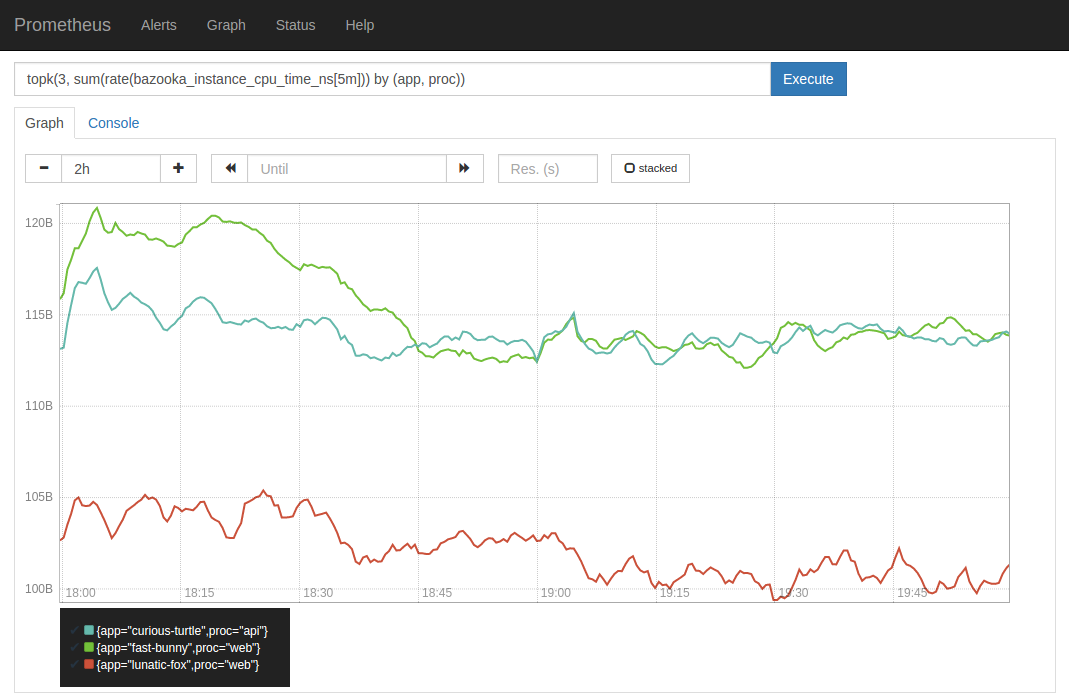 Prometheus Alerts Graph Status Help
topk(3, sum(rate(bazooka_instance_cpu_time_ns[5m])) by (app, proc)) Execute
Graph Console
2h Until Res. (s) stacked
120B
115B
110B
105B
100B
18:00 18:15 18:30 18:45 19:00 19:15 19:30 19:45
{app="curious-turtle",proc="api"}
{app="fast-bunny",proc="web"}
{app="lunatic-fox",proc="web"}